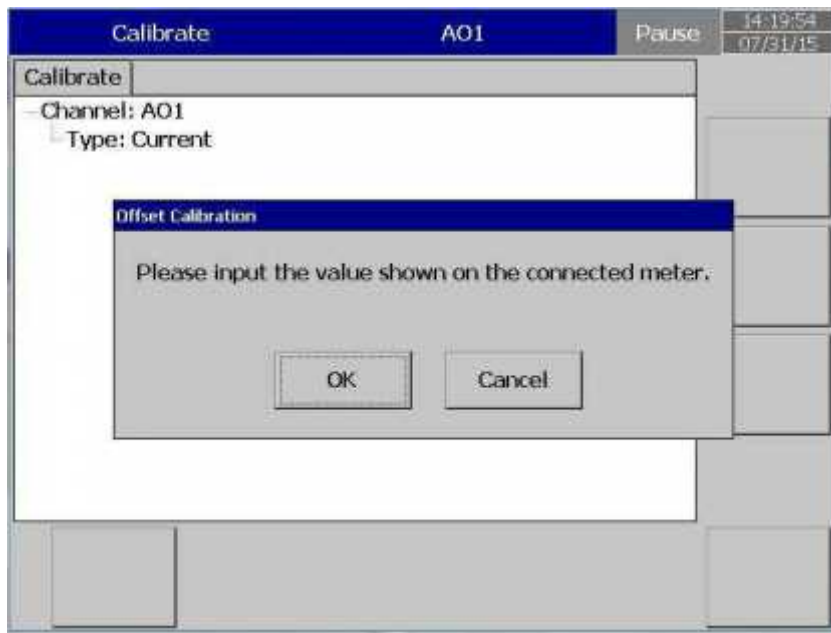 Calibrate AO1 Pause 14:19:54
07/31/15
Calibrate
Channel: AO1
Type: Current
Offset Calibration
Please input the value shown on the connected meter.
OK Cancel